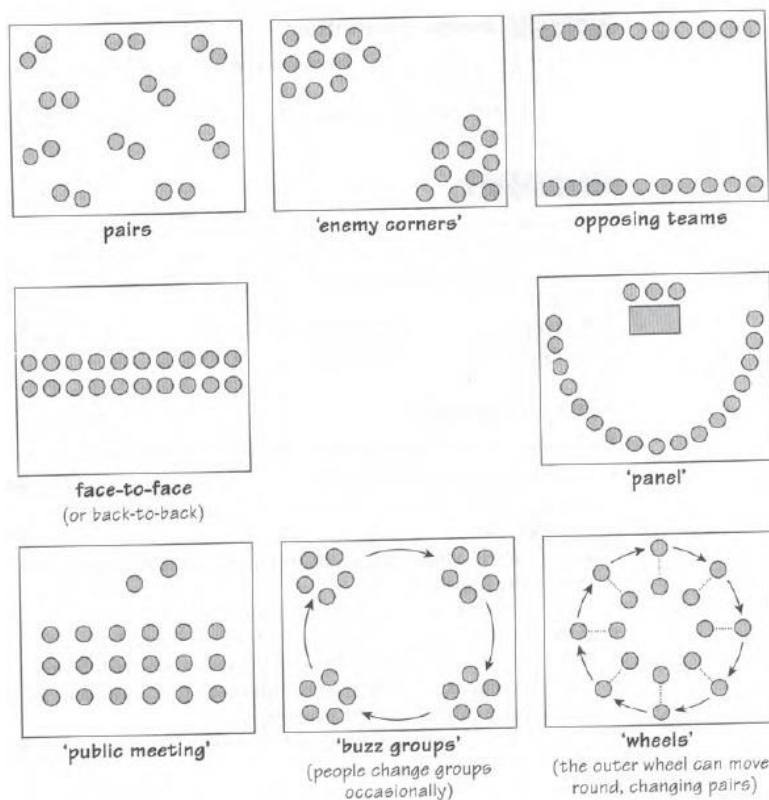 pairs
'enemy corners'
opposing teams
face-to-face
(or back-to-back)
'panel'
'public meeting'
'buzz groups'
(people change groups
occasionally)
'wheels'
(the outer wheel can move
round, changing pairs)